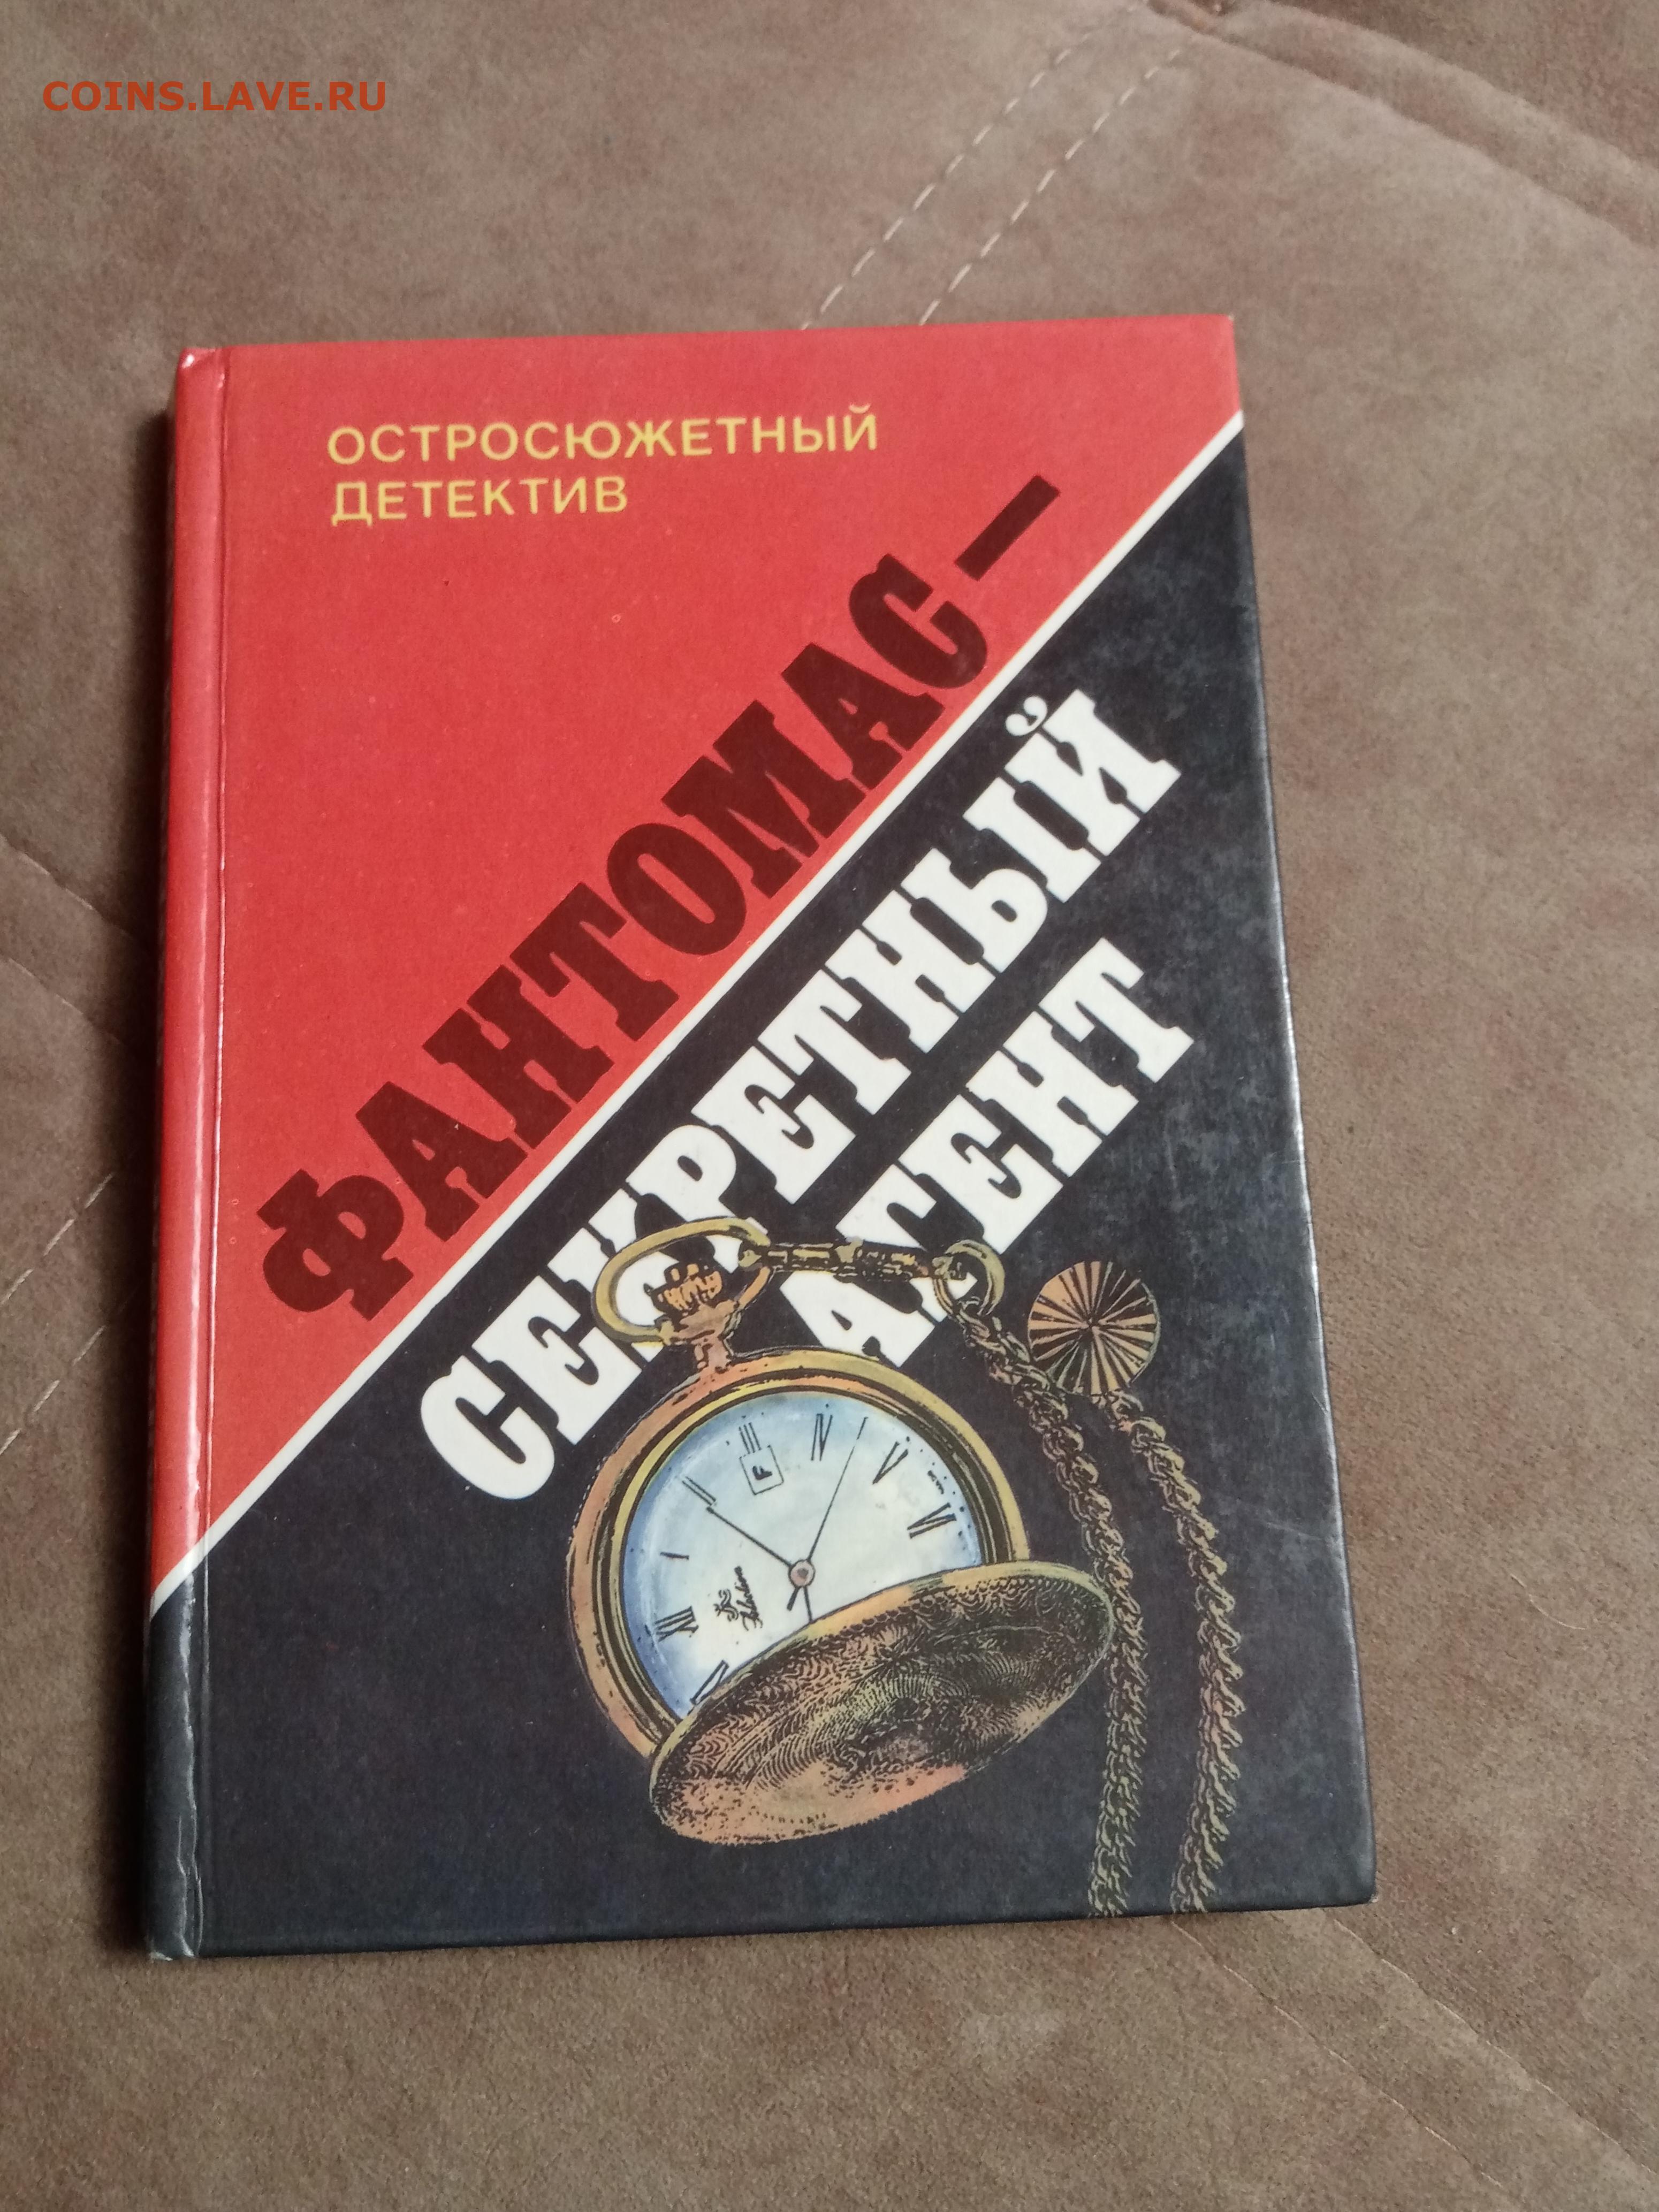 COINS.LAVE.RU
ОСТРОСЮЖЕТНЫЙ
ДЕТЕКТИВ
ФАНТОМАС –
СЕКРЕТНЫЙ
АГЕНТ